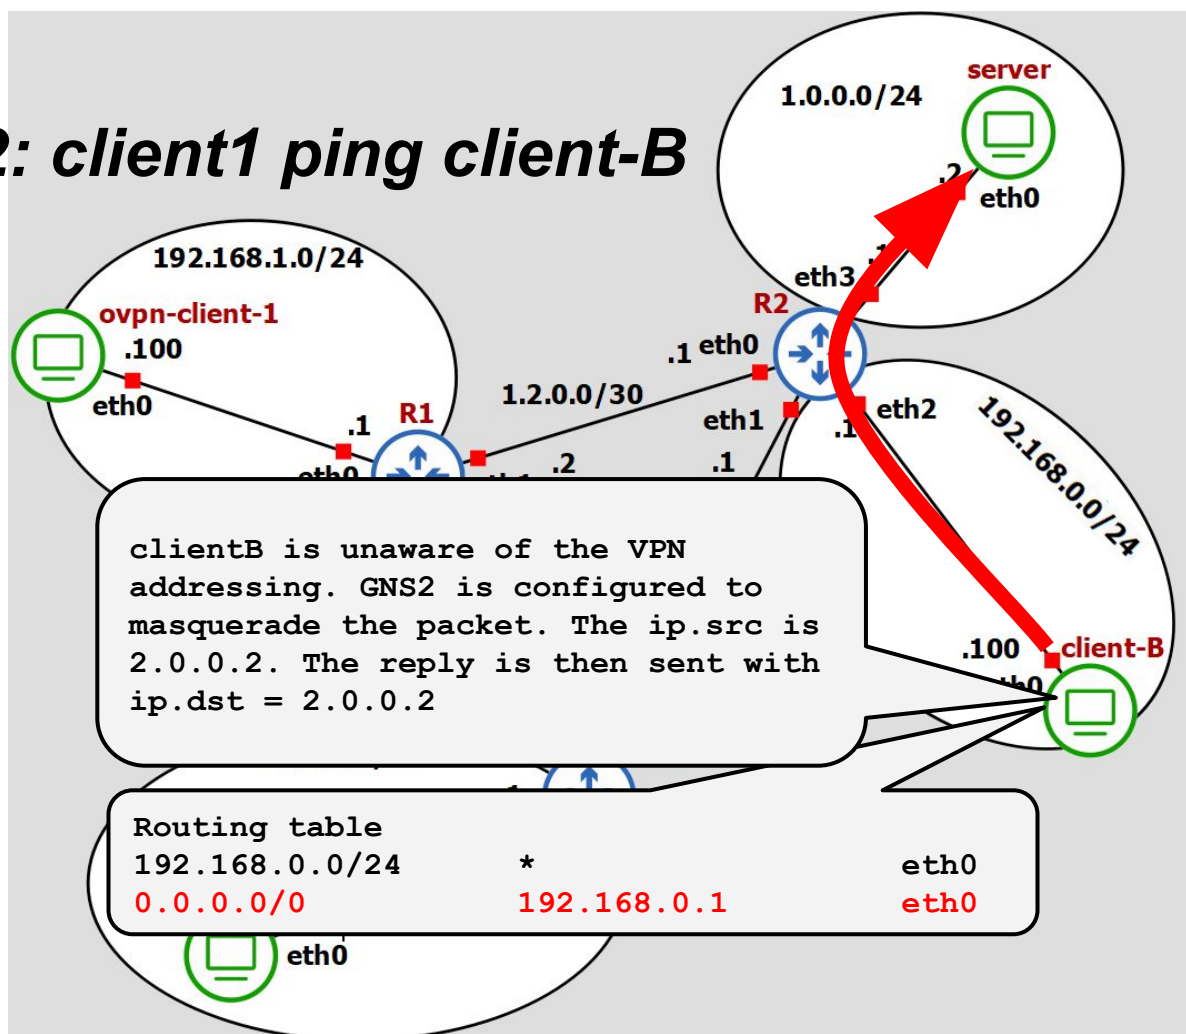 server
1.0.0.0/24
2: client1 ping client-B
.2
eth0
192.168.1.0/24
eth3
R2
ovpn-client-1
.100
.1 eth0
1.2.0.0/30
eth0
R1
eth1
eth2
.1
.1
192.168.0.0/24
.1
.2
eth0
clientB is unaware of the VPN
addressing. GNS2 is configured to
masquerade the packet. The ip.src is
2.0.0.2. The reply is then sent with
ip.dst = 2.0.0.2
.100
client-B
Routing table
192.168.0.0/24 * eth0
0.0.0.0/0 192.168.0.1 eth0
eth0